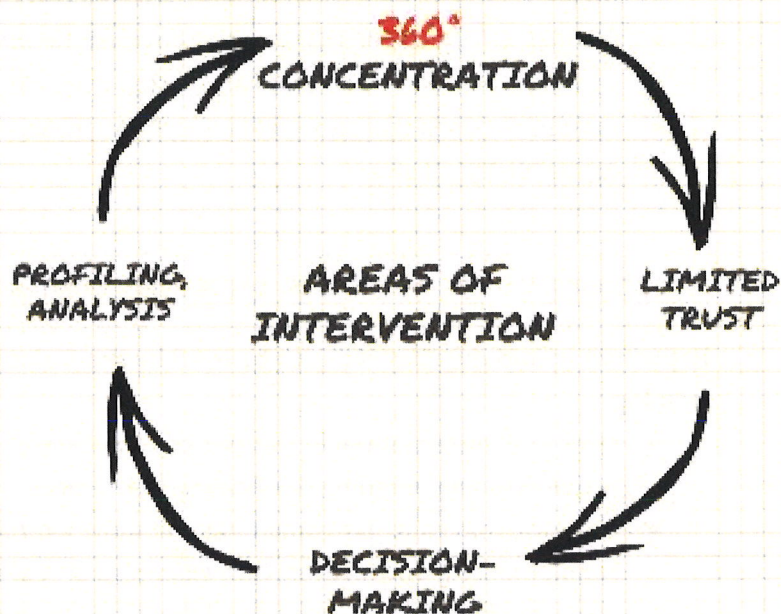 360°
CONCENTRATION
PROFILING,
ANALYSIS
AREAS OF
INTERVENTION
LIMITED
TRUST
DECISION-
MAKING